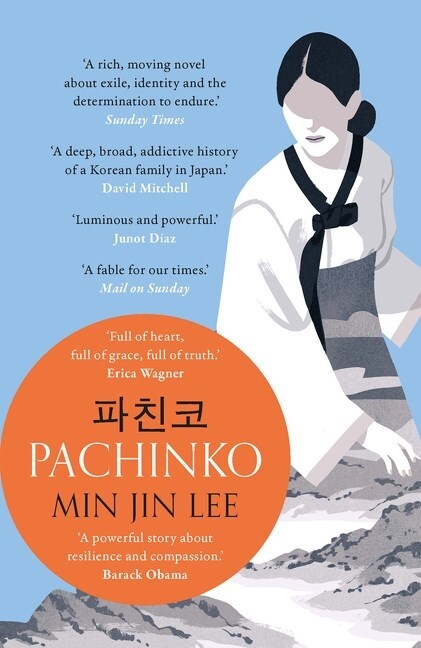 ‘A rich, moving novel
about exile, identity and the
determination to endure.’
Sunday Times
‘A deep, broad, addictive history
of a Korean family in Japan.’
David Mitchell
‘Luminous and powerful.’
Junot Díaz
‘A fable for our times.’
Mail on Sunday
‘Full of heart,
full of grace, full of truth.’
Erica Wagner
파친코
PACHINKO
MIN JIN LEE
‘A powerful story about
resilience and compassion.’
Barack Obama